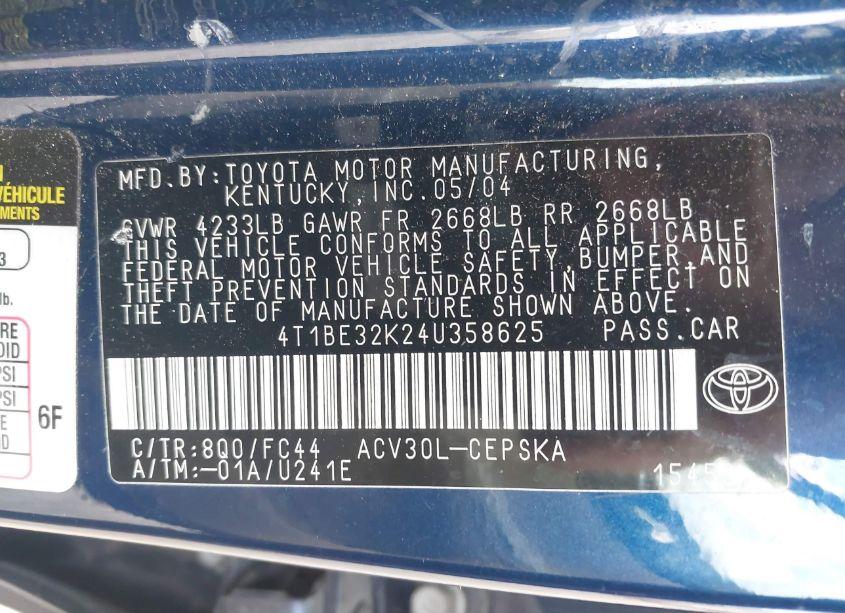 MFD. BY: TOYOTA MOTOR MANUFACTURING,
KENTUCKY, INC. 05/04
GVWR 4233LB GAWR FR 2668LB RR 2668LB
THIS VEHICLE CONFORMS TO ALL APPLICABLE
FEDERAL MOTOR VEHICLE SAFETY, BUMPER, AND
THEFT PREVENTION STANDARDS IN EFFECT ON
THE DATE OF MANUFACTURE SHOWN ABOVE.
4T1BE32K24U358625 PASS. CAR
C/TR: 8Q0/FC44 ACV30L-CEPSKA
A/TM: -01A/U241E
VÉHICULE
lb.
6F